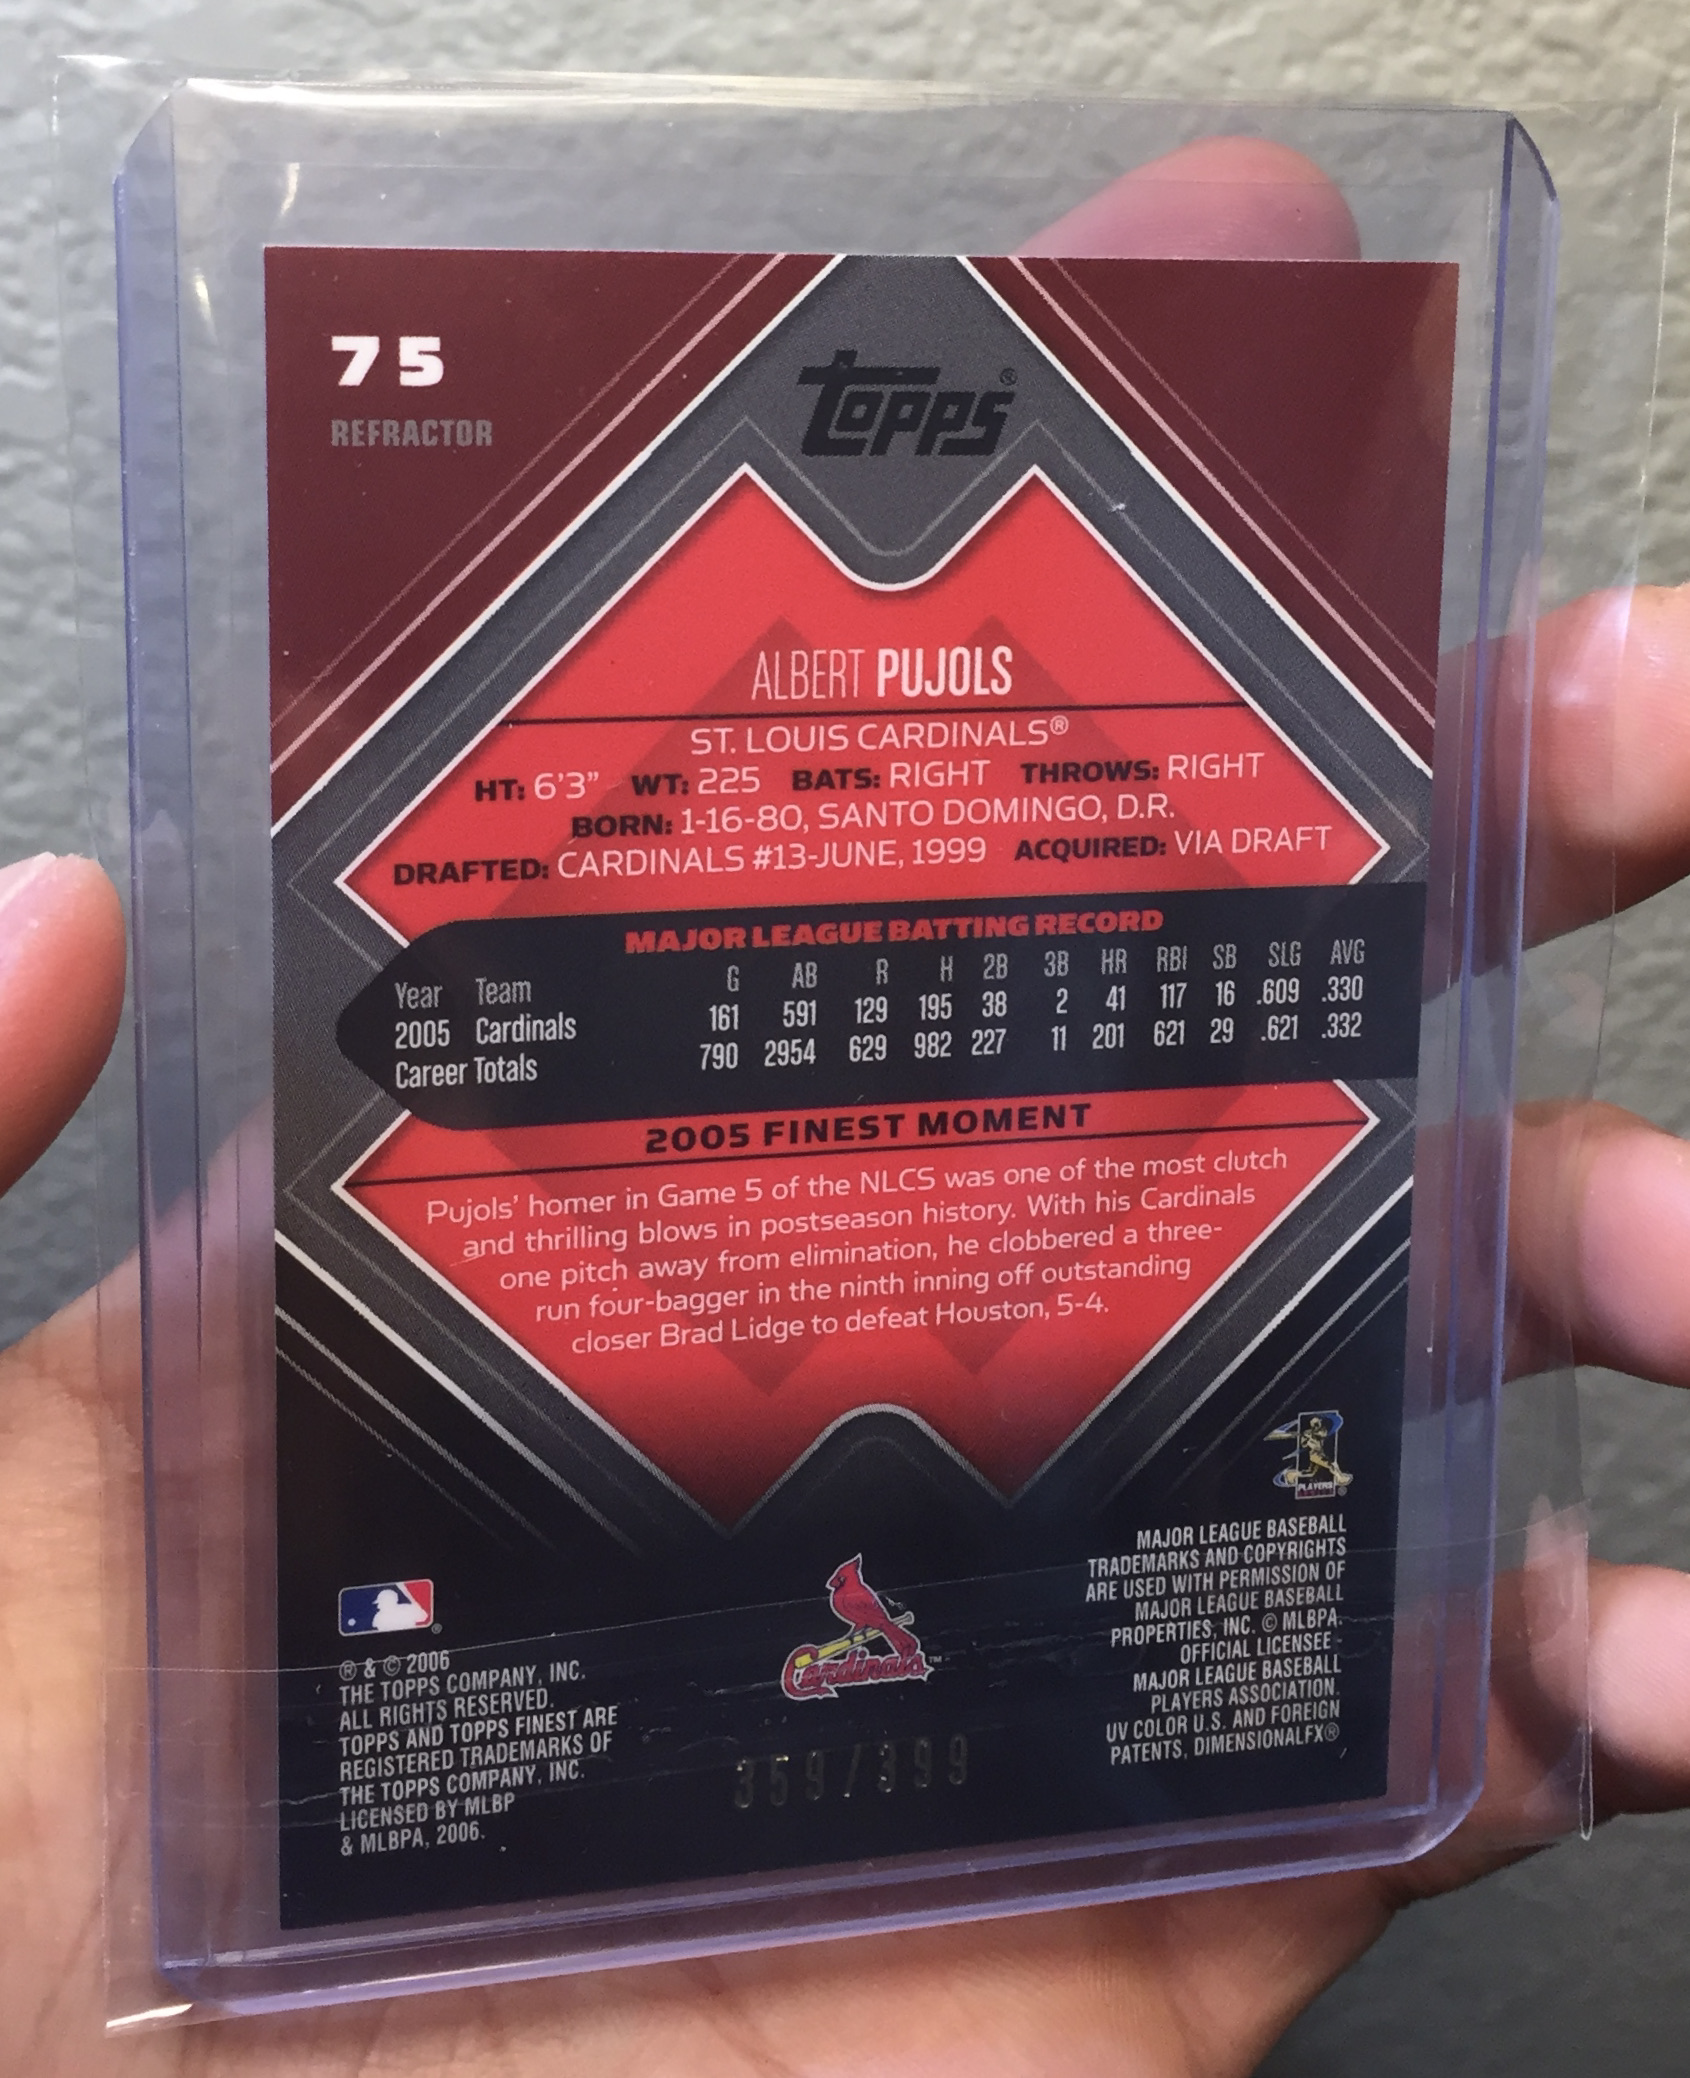 75
REFRACTOR
TOPPS®
ALBERT PUJOLS
ST. LOUIS CARDINALS®
HT: 6'3" WT: 225 BATS: RIGHT THROWS: RIGHT
BORN: 1-16-80, SANTO DOMINGO, D.R.
DRAFTED: CARDINALS #13-JUNE, 1999 ACQUIRED: VIA DRAFT
MAJOR LEAGUE BATTING RECORD
Year Team G AB R H 2B 3B HR RBI SB SLG AVG
2005 Cardinals 161 591 129 195 38 2 41 117 16 .609 .330
Career Totals 790 2954 629 982 227 11 201 621 29 .621 .332
2005 FINEST MOMENT
Pujols' homer in Game 5 of the NLCS was one of the most clutch
and thrilling blows in postseason history. With his Cardinals
one pitch away from elimination, he clobbered a three-
run four-bagger in the ninth inning off outstanding
closer Brad Lidge to defeat Houston, 5-4.
® & © 2006
THE TOPPS COMPANY, INC.
ALL RIGHTS RESERVED.
TOPPS AND TOPPS FINEST ARE
REGISTERED TRADEMARKS OF
THE TOPPS COMPANY, INC.
LICENSED BY MLBP
& MLBPA, 2006.
Cardinals™
359/399
PLAYERS
MAJOR LEAGUE BASEBALL
TRADEMARKS AND COPYRIGHTS
ARE USED WITH PERMISSION OF
MAJOR LEAGUE BASEBALL
PROPERTIES, INC. © MLBPA.
OFFICIAL LICENSEE -
MAJOR LEAGUE BASEBALL
PLAYERS ASSOCIATION.
UV COLOR U.S. AND FOREIGN
PATENTS, DIMENSIONALFX®